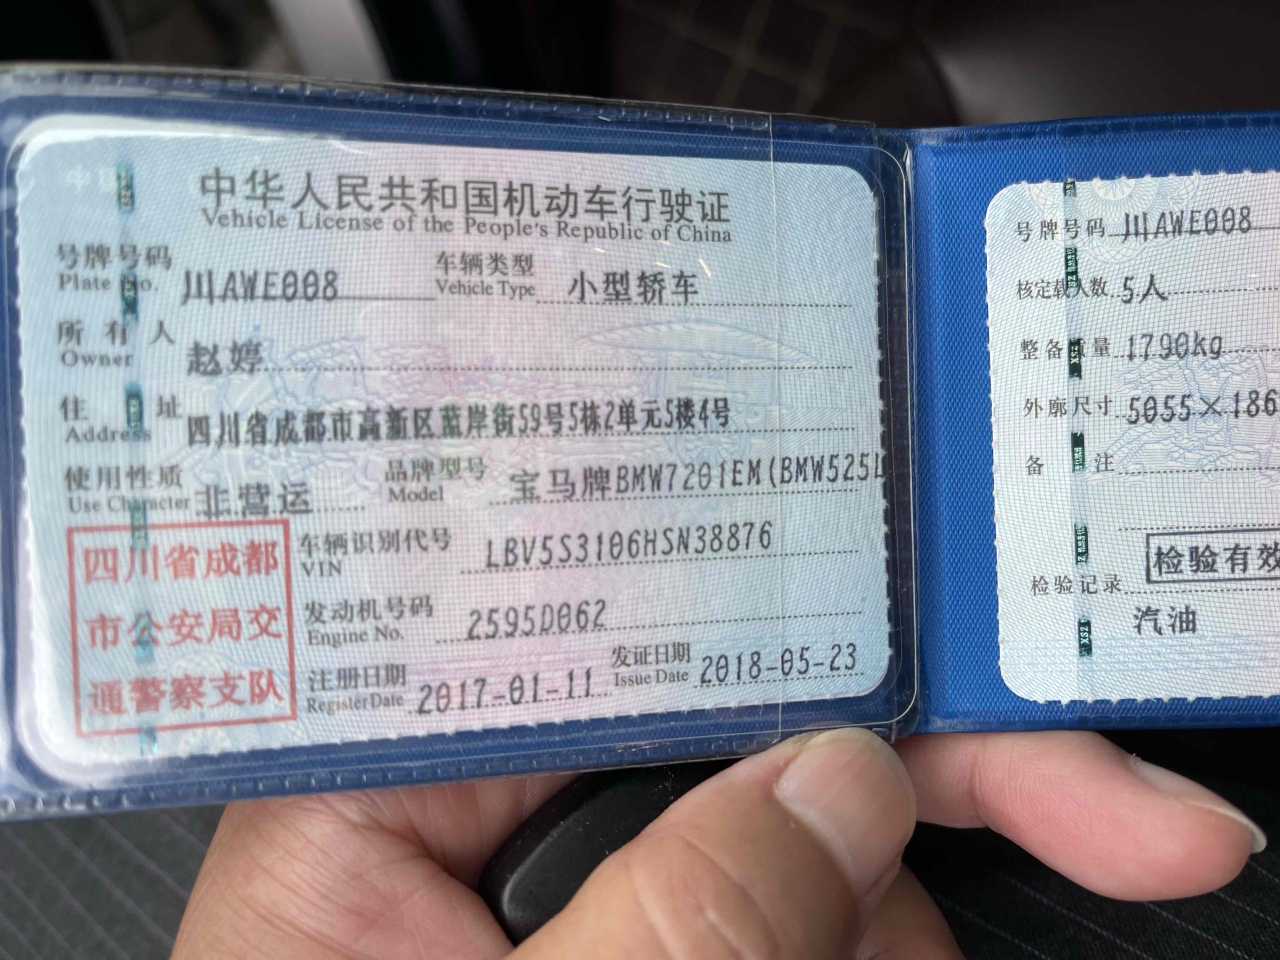 中华人民共和国机动车行驶证
Vehicle License of the People's Republic of China
号牌号码 川AWE008 车辆类型 小型轿车
Plate No. Vehicle Type
所有人 赵婷
Owner
住址 四川省成都市高新区蓝岸街59号5栋2单元5楼4号
Address
使用性质 非营运 品牌型号 宝马牌BMW7201EM(BMW525L
Use Character Model
四川省成都
市公安局交
通警察支队
车辆识别代号 LBV5S3106HSN38876
VIN
发动机号码 2595D062
Engine No.
注册日期 2017-01-11 发证日期 2018-05-23
Register Date Issue Date
号牌号码 川AWE008
核定载人数 5人
整备质量 1790kg
外廓尺寸 5055×186
备注
检验有效
检验记录
汽油